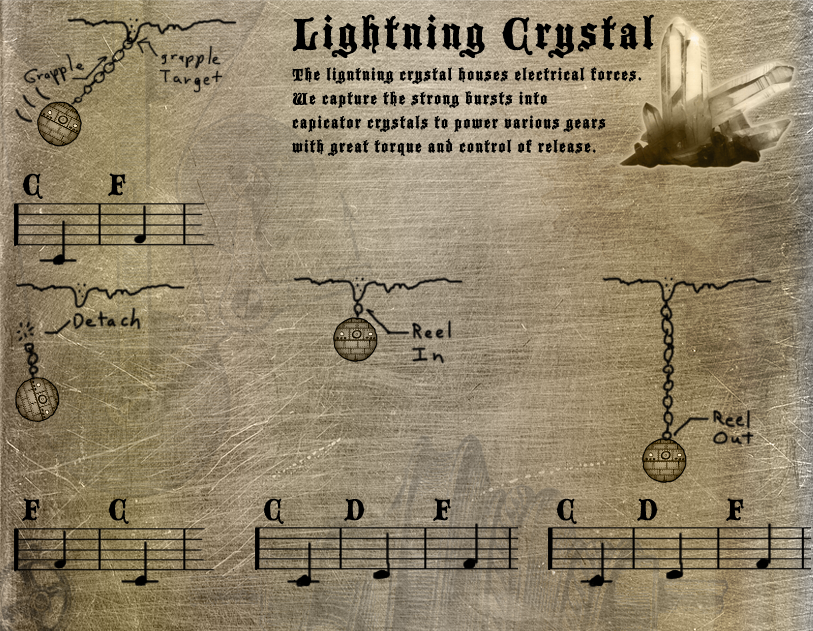 Lightning Crystal
The ligntning crystal houses electrical forces.
We capture the strong bursts into
capicator crystals to power various gears
with great torque and control of release.
Grapple
grapple
Target
C F
Detach
Reel
In
Reel
Out
F C
C D F
C D F